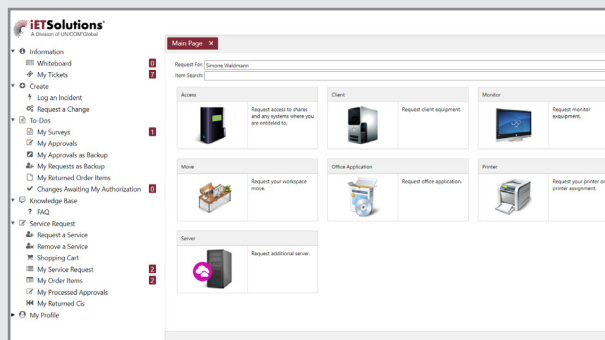 iETSolutions
A Division of UNICOM Global
Information
Whiteboard 0
My Tickets 7
Create
Log an Incident
Request a Change
To-Dos
My Surveys 1
My Approvals
My Approvals as Backup
My Requests as Backup
My Returned Order Items
Changes Awaiting My Authorization 0
Knowledge Base
? FAQ
Service Request
Request a Service
Remove a Service
Shopping Cart
My Service Request 2
My Order Items 2
My Processed Approvals
My Returned CIs
My Profile
Main Page ×
Request For: Simone Waldmann
Item Search:
Access
Request access to shares
and any systems where you
are entitled to.
Client
Request client equipment.
Monitor
Request monitor
exquipment.
Move
Request your workspace
move.
Office Application
Request office application.
Printer
Request your printer or
printer assignment.
Server
Request additional server.